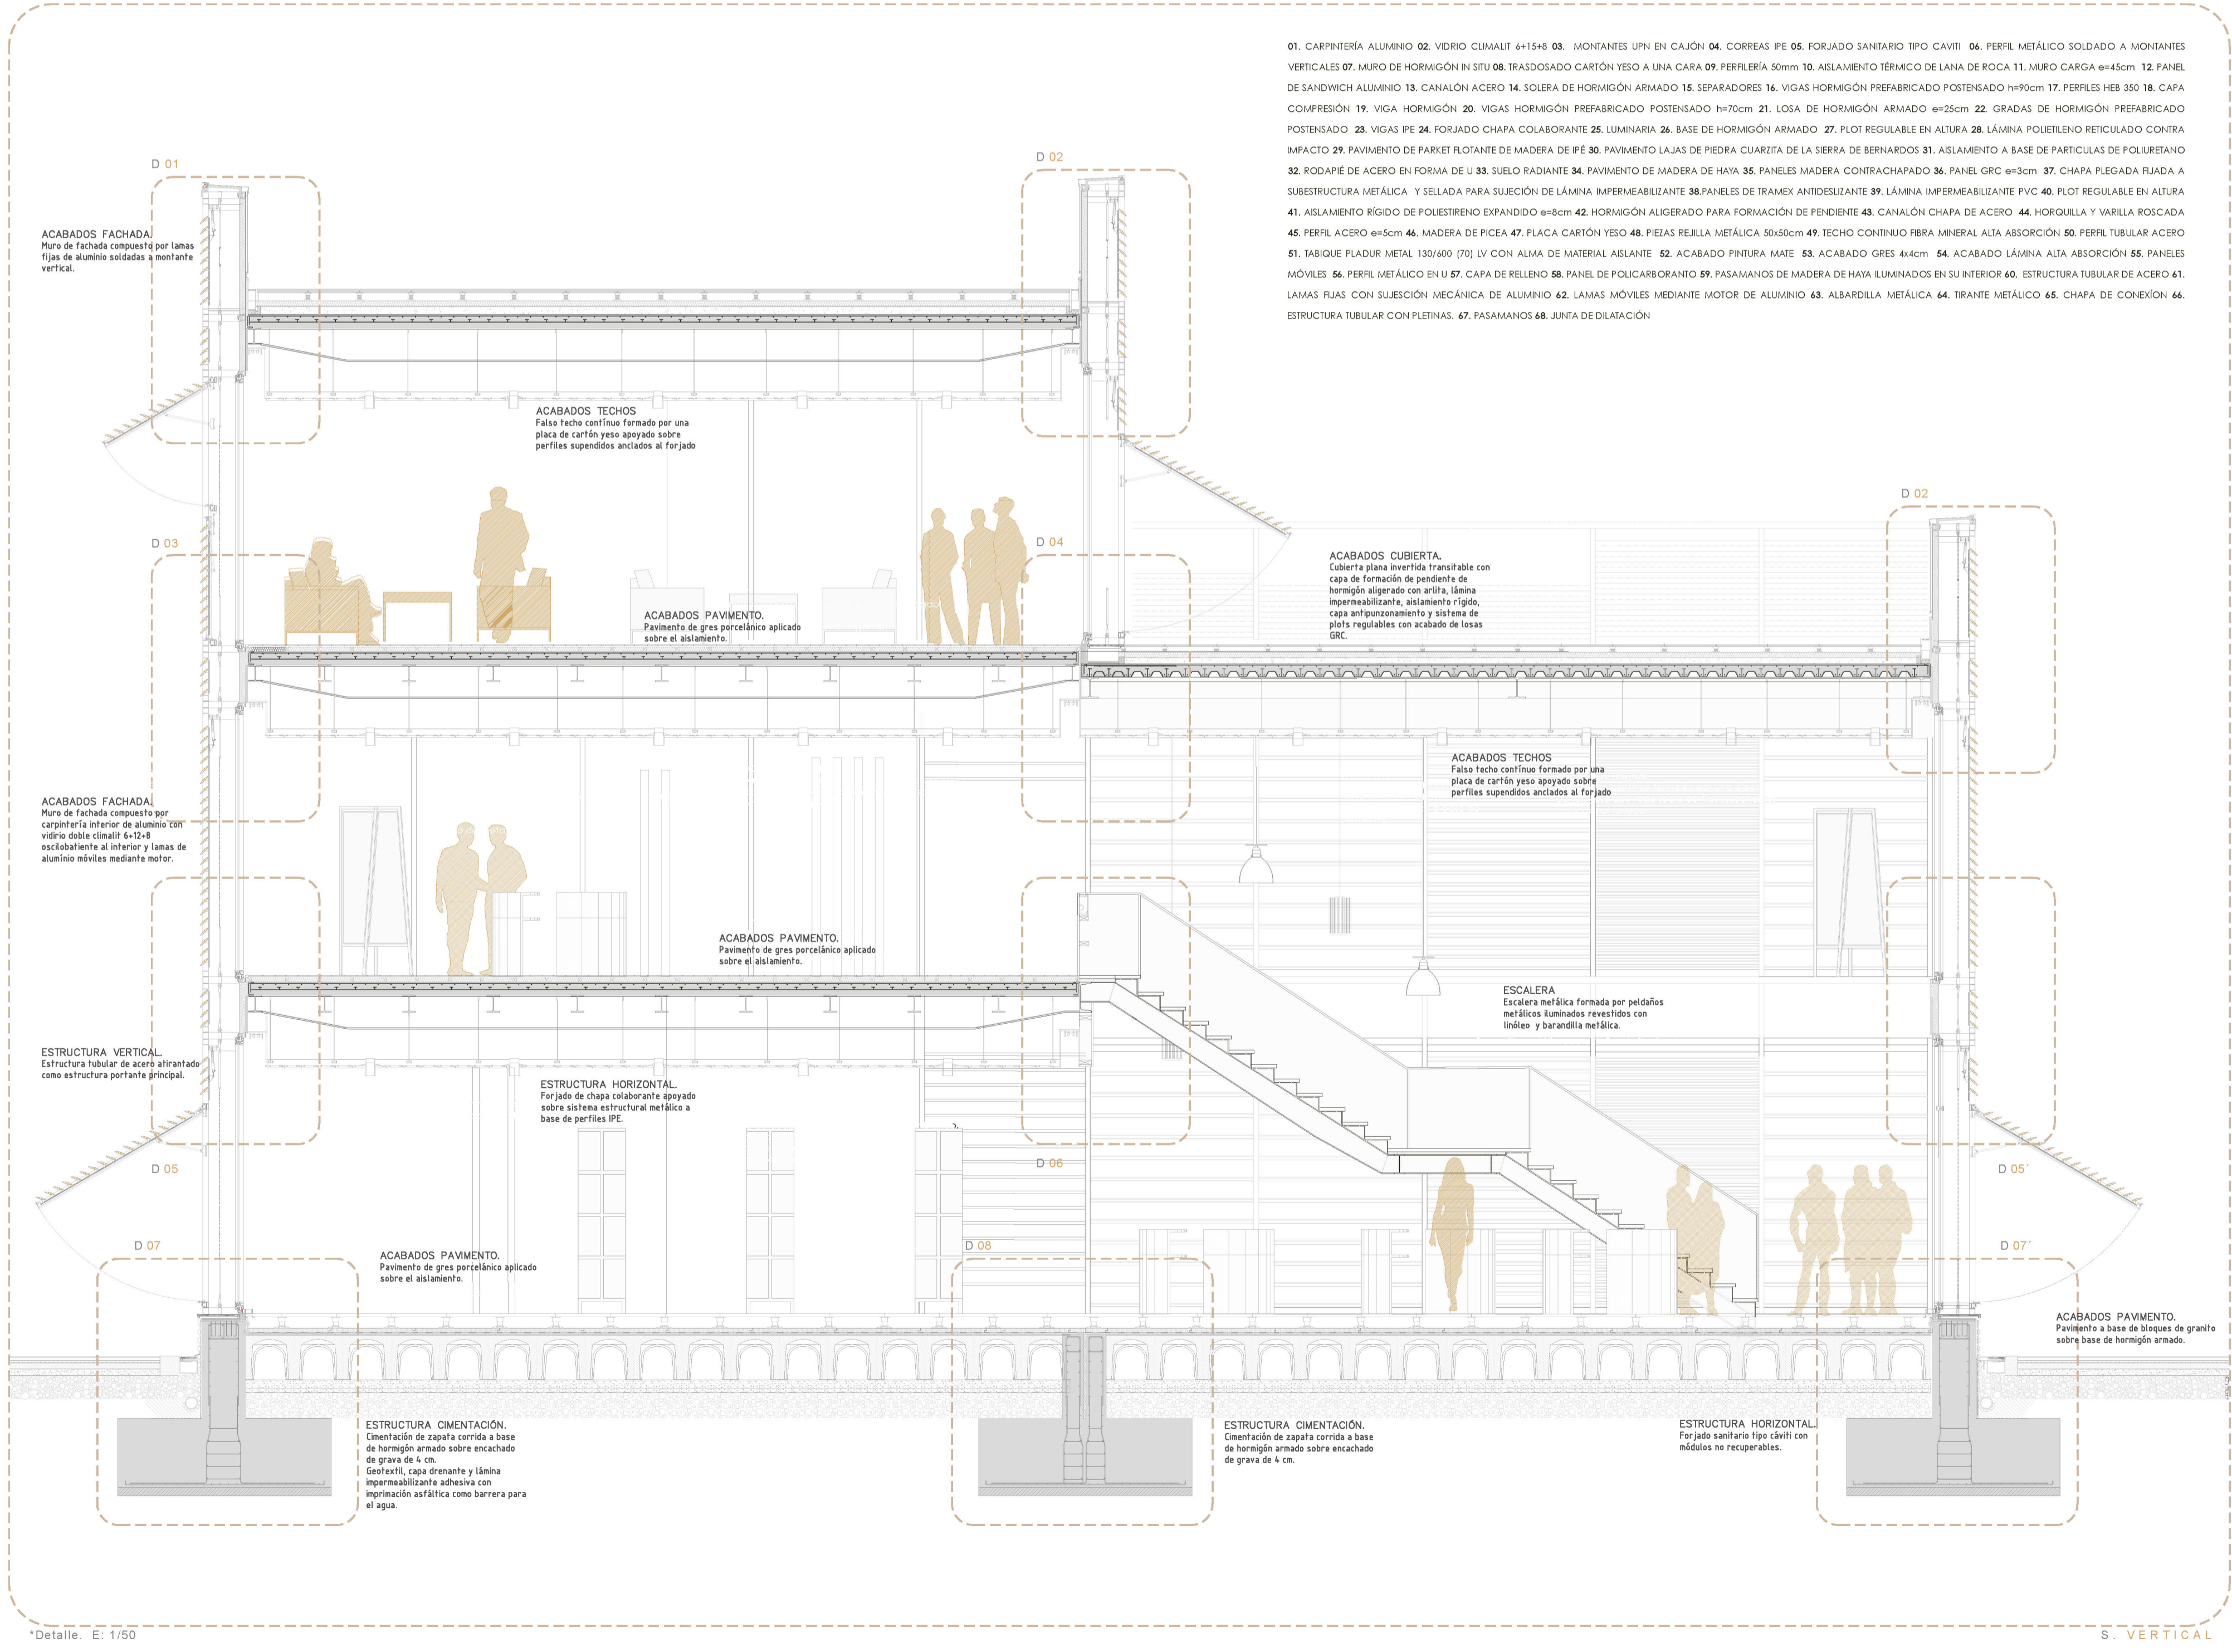 01. CARPINTERÍA ALUMINIO 02. VIDRIO CLIMALIT 6+15+8 03. MONTANTES UPN EN CAJÓN 04. CORREAS IPE 05. FORJADO SANITARIO TIPO CAVITI 06. PERFIL METÁLICO SOLDADO A MONTANTES
VERTICALES 07. MURO DE HORMIGÓN IN SITU 08. TRASDOSADO CARTÓN YESO A UNA CARA 09. PERFILERÍA 50mm 10. AISLAMIENTO TÉRMICO DE LANA DE ROCA 11. MURO CARGA e=45cm 12. PANEL
DE SANDWICH ALUMINIO 13. CANALÓN ACERO 14. SOLERA DE HORMIGÓN ARMADO 15. SEPARADORES 16. VIGAS HORMIGÓN PREFABRICADO POSTENSADO h=90cm 17. PERFILES HEB 350 18. CAPA
COMPRESIÓN 19. VIGA HORMIGÓN 20. VIGAS HORMIGÓN PREFABRICADO POSTENSADO h=70cm 21. LOSA DE HORMIGÓN ARMADO e=25cm 22. GRADAS DE HORMIGÓN PREFABRICADO
POSTENSADO 23. VIGAS IPE 24. FORJADO CHAPA COLABORANTE 25. LUMINARIA 26. BASE DE HORMIGÓN ARMADO 27. PLOT REGULABLE EN ALTURA 28. LÁMINA POLIETILENO RETICULADO CONTRA
IMPACTO 29. PAVIMENTO DE PARKET FLOTANTE DE MADERA DE IPÉ 30. PAVIMENTO LAJAS DE PIEDRA CUARZITA DE LA SIERRA DE BERNARDOS 31. AISLAMIENTO A BASE DE PARTICULAS DE POLIURETANO
32. RODAPIÉ DE ACERO EN FORMA DE U 33. SUELO RADIANTE 34. PAVIMENTO DE MADERA DE HAYA 35. PANELES MADERA CONTRACHAPADO 36. PANEL GRC e=3cm 37. CHAPA PLEGADA FIJADA A
SUBESTRUCTURA METÁLICA Y SELLADA PARA SUJECIÓN DE LÁMINA IMPERMEABILIZANTE 38.PANELES DE TRAMEX ANTIDESLIZANTE 39. LÁMINA IMPERMEABILIZANTE PVC 40. PLOT REGULABLE EN ALTURA
41. AISLAMIENTO RÍGIDO DE POLIESTIRENO EXPANDIDO e=8cm 42. HORMIGÓN ALIGERADO PARA FORMACIÓN DE PENDIENTE 43. CANALÓN CHAPA DE ACERO 44. HORQUILLA Y VARILLA ROSCADA
45. PERFIL ACERO e=5cm 46. MADERA DE PICEA 47. PLACA CARTÓN YESO 48. PIEZAS REJILLA METÁLICA 50x50cm 49. TECHO CONTINUO FIBRA MINERAL ALTA ABSORCIÓN 50. PERFIL TUBULAR ACERO
51. TABIQUE PLADUR METAL 130/600 (70) LV CON ALMA DE MATERIAL AISLANTE 52. ACABADO PINTURA MATE 53. ACABADO GRES 4x4cm 54. ACABADO LÁMINA ALTA ABSORCIÓN 55. PANELES
MÓVILES 56. PERFIL METÁLICO EN U 57. CAPA DE RELLENO 58. PANEL DE POLICARBORANTO 59. PASAMANOS DE MADERA DE HAYA ILUMINADOS EN SU INTERIOR 60. ESTRUCTURA TUBULAR DE ACERO 61.
LAMAS FIJAS CON SUJESCIÓN MECÁNICA DE ALUMINIO 62. LAMAS MÓVILES MEDIANTE MOTOR DE ALUMINIO 63. ALBARDILLA METÁLICA 64. TIRANTE METÁLICO 65. CHAPA DE CONEXÍON 66.
ESTRUCTURA TUBULAR CON PLETINAS. 67. PASAMANOS 68. JUNTA DE DILATACIÓN
D 01
D 02
ACABADOS FACHADA.
Muro de fachada compuesto por lamas
fijas de aluminio soldadas a montante
vertical.
ACABADOS TECHOS
Falso techo contínuo formado por una
placa de cartón yeso apoyado sobre
perfiles supendidos anclados al forjado
D 02
D 03
D 04
ACABADOS CUBIERTA.
Cubierta plana invertida transitable con
capa de formación de pendiente de
hormigón aligerado con arlita, lámina
impermeabilizante, aislamiento rígido,
capa antipunzonamiento y sistema de
plots regulables con acabado de losas
GRC.
ACABADOS PAVIMENTO.
Pavimento de gres porcelánico aplicado
sobre el aislamiento.
ACABADOS TECHOS
Falso techo contínuo formado por una
placa de cartón yeso apoyado sobre
perfiles supendidos anclados al forjado
ACABADOS FACHADA.
Muro de fachada compuesto por
carpintería interior de aluminio con
vidirio doble climalit 6+12+8
oscilobatiente al interior y lamas de
alumínio móviles mediante motor.
ACABADOS PAVIMENTO.
Pavimento de gres porcelánico aplicado
sobre el aislamiento.
ESCALERA
Escalera metálica formada por peldaños
metálicos iluminados revestidos con
linóleo y barandilla metálica.
ESTRUCTURA VERTICAL.
Estructura tubular de acero atirantado
como estructura portante principal.
ESTRUCTURA HORIZONTAL.
Forjado de chapa colaborante apoyado
sobre sistema estructural metálico a
base de perfiles IPE.
D 05
D 06
D 05´
D 07
D 08
D 07´
ACABADOS PAVIMENTO.
Pavimento de gres porcelánico aplicado
sobre el aislamiento.
ACABADOS PAVIMENTO.
Pavimento a base de bloques de granito
sobre base de hormigón armado.
ESTRUCTURA CIMENTACIÓN.
Cimentación de zapata corrida a base
de hormigón armado sobre encachado
de grava de 4 cm.
Geotextil, capa drenante y lámina
impermeabilizante adhesiva con
imprimación asfáltica como barrera para
el agua.
ESTRUCTURA CIMENTACIÓN.
Cimentación de zapata corrida a base
de hormigón armado sobre encachado
de grava de 4 cm.
ESTRUCTURA HORIZONTAL.
Forjado sanitario tipo cáviti con
módulos no recuperables.
*Detalle. E: 1/50
S. VERTICAL